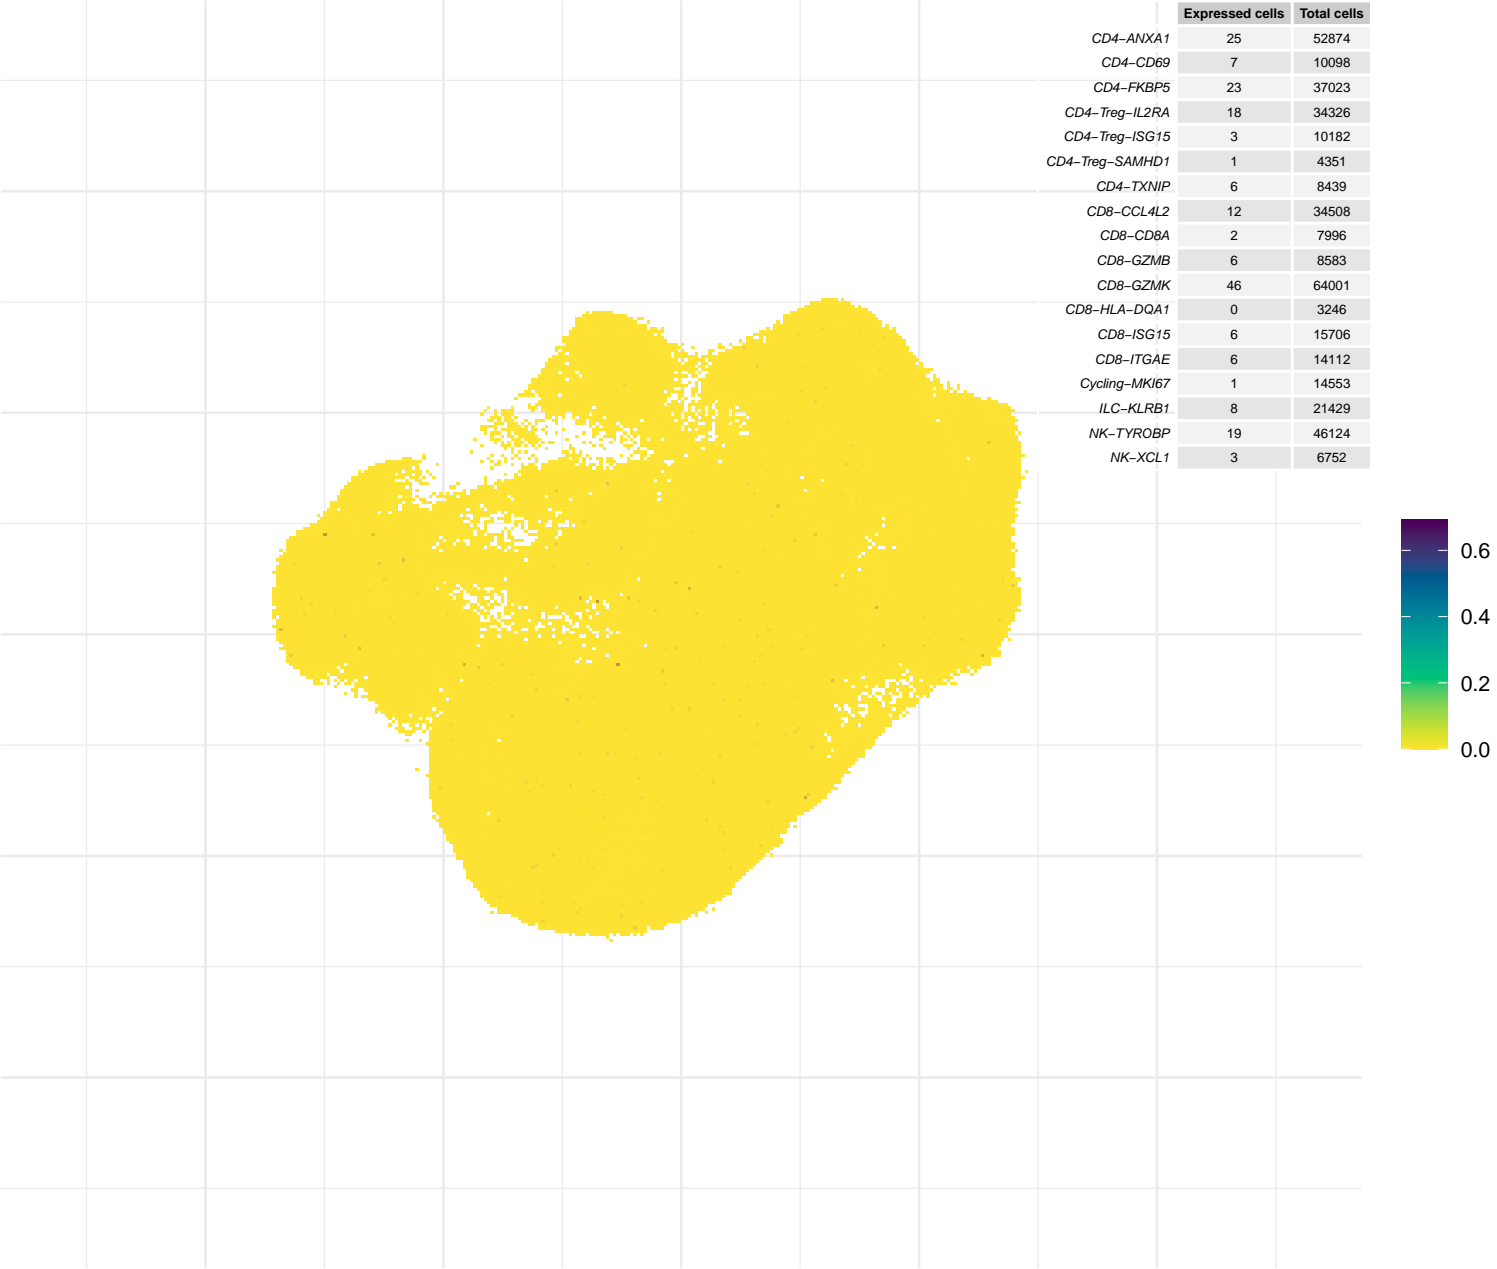 Expressed cells Total cells
CD4−ANXA1 25 52874
CD4−CD69 7 10098
CD4−FKBP5 23 37023
CD4−Treg−IL2RA 18 34326
CD4−Treg−ISG15 3 10182
CD4−Treg−SAMHD1 1 4351
CD4−TXNIP 6 8439
CD8−CCL4L2 12 34508
CD8−CD8A 2 7996
CD8−GZMB 6 8583
CD8−GZMK 46 64001
CD8−HLA−DQA1 0 3246
CD8−ISG15 6 15706
CD8−ITGAE 6 14112
Cycling−MKI67 1 14553
ILC−KLRB1 8 21429
NK−TYROBP 19 46124
NK−XCL1 3 6752
0.6
0.4
0.2
0.0